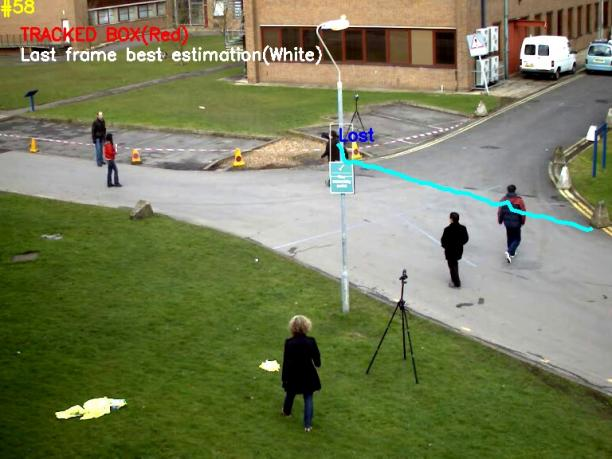 #58
TRACKED BOX(Red)
Last frame best estimation(White)
Lost